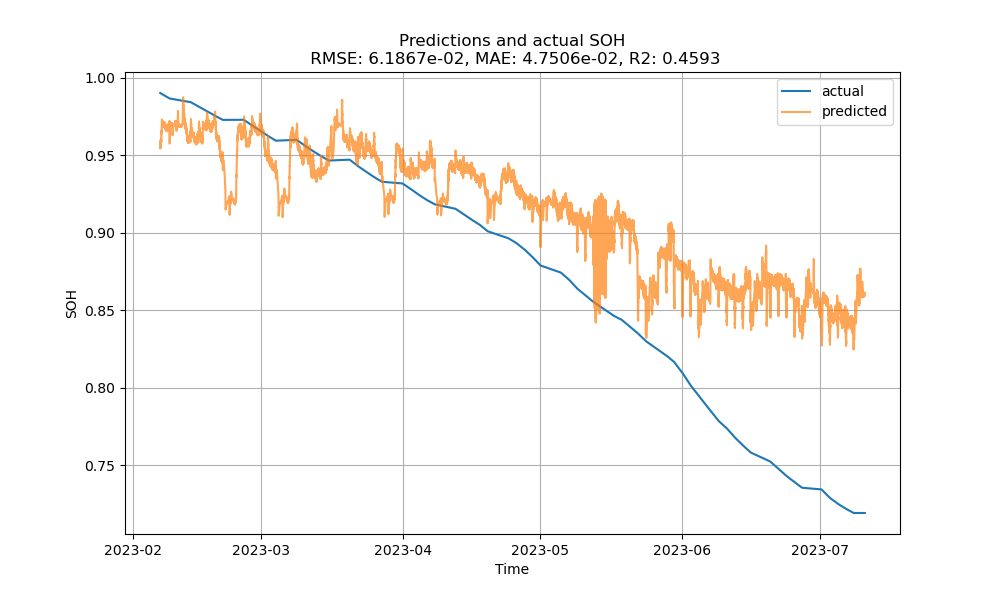 Predictions and actual SOH
RMSE: 6.1867e-02, MAE: 4.7506e-02, R2: 0.4593
actual
predicted
1.00
0.95
0.90
0.85
0.80
0.75
SOH
2023-02
2023-03
2023-04
2023-05
2023-06
2023-07
Time